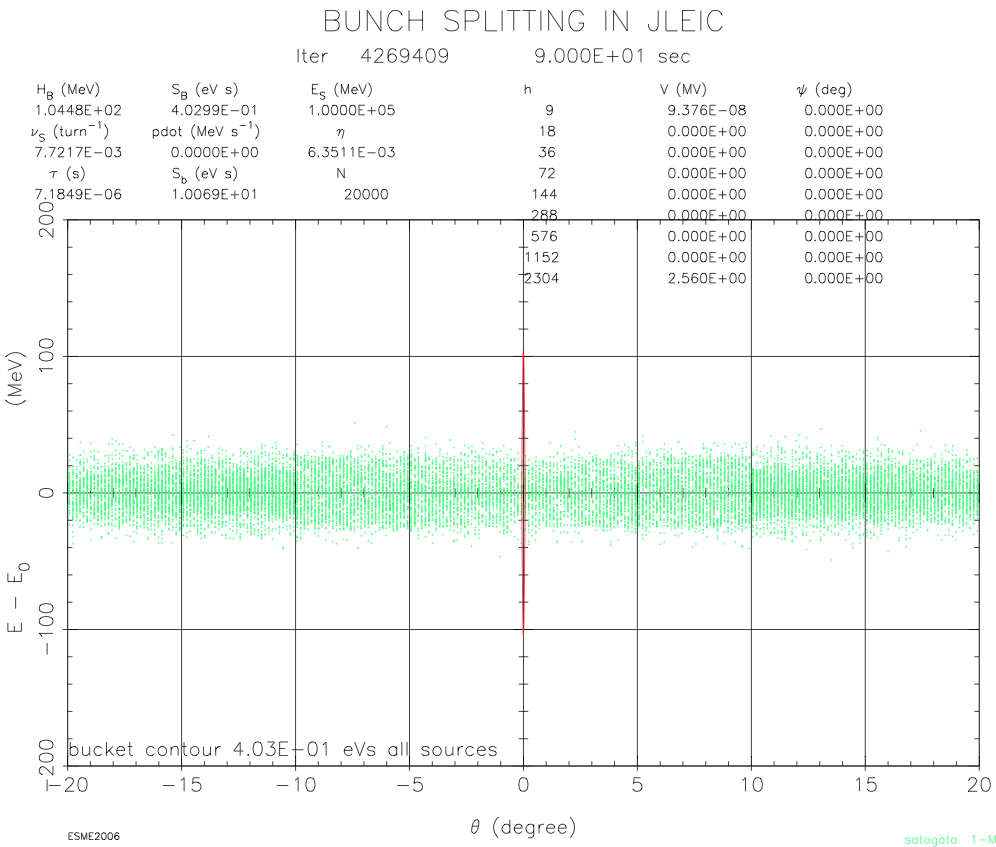 BUNCH SPLITTING IN JLEIC
Iter 4269409 9.000E+01 sec
H_B (MeV) S_B (eV s) E_S (MeV) h V (MV) ψ (deg)
1.0448E+02 4.0299E-01 1.0000E+05 9 9.376E-08 0.000E+00
ν_S (turn⁻¹) pdot (MeV s⁻¹) η 18 0.000E+00 0.000E+00
7.7217E-03 0.0000E+00 6.3511E-03 36 0.000E+00 0.000E+00
τ (s) S_b (eV s) N 72 0.000E+00 0.000E+00
7.1849E-06 1.0069E+01 20000 144 0.000E+00 0.000E+00
288 0.000E+00 0.000E+00
576 0.000E+00 0.000E+00
1152 0.000E+00 0.000E+00
2304 2.560E+00 0.000E+00
200
100
0
-100
-200
E - E_0 (MeV)
bucket contour 4.03E-01 eVs all sources
-20 -15 -10 -5 0 5 10 15 20
θ (degree)
ESME2006
satogata 1-M